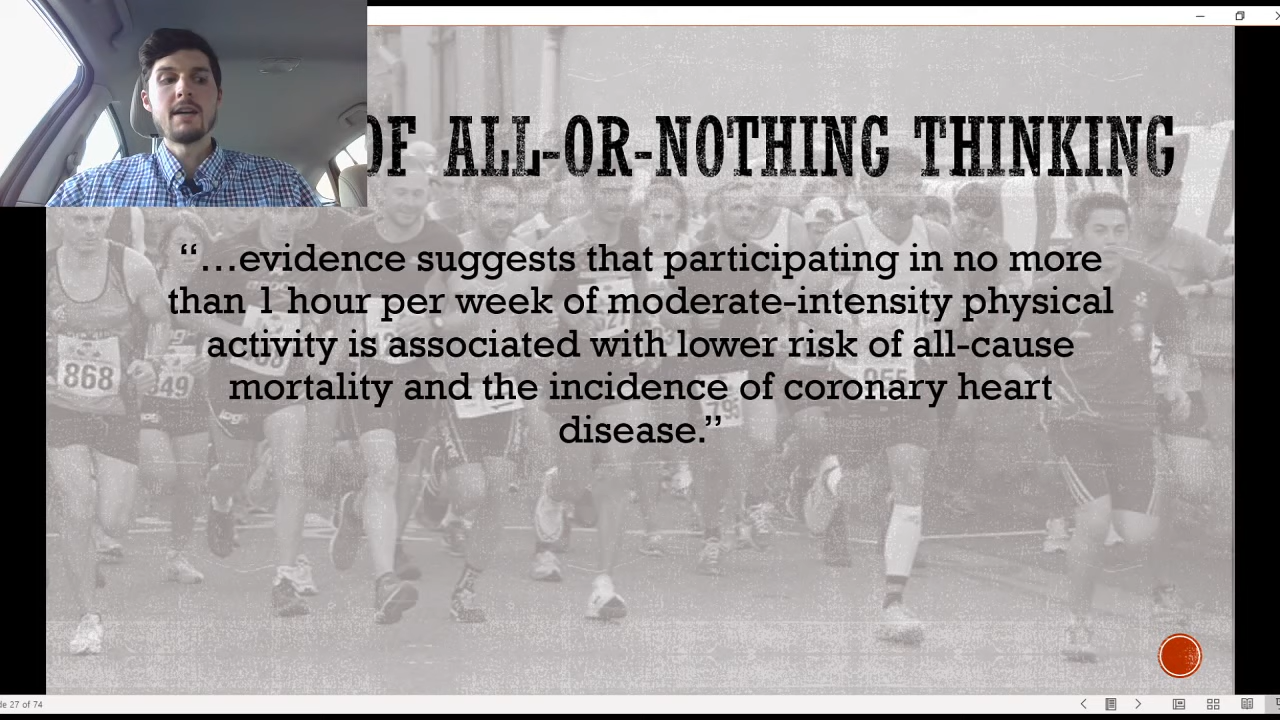 OF ALL-OR-NOTHING THINKING
“…evidence suggests that participating in no more
than 1 hour per week of moderate-intensity physical
activity is associated with lower risk of all-cause
mortality and the incidence of coronary heart
disease.”
868
27 of 74